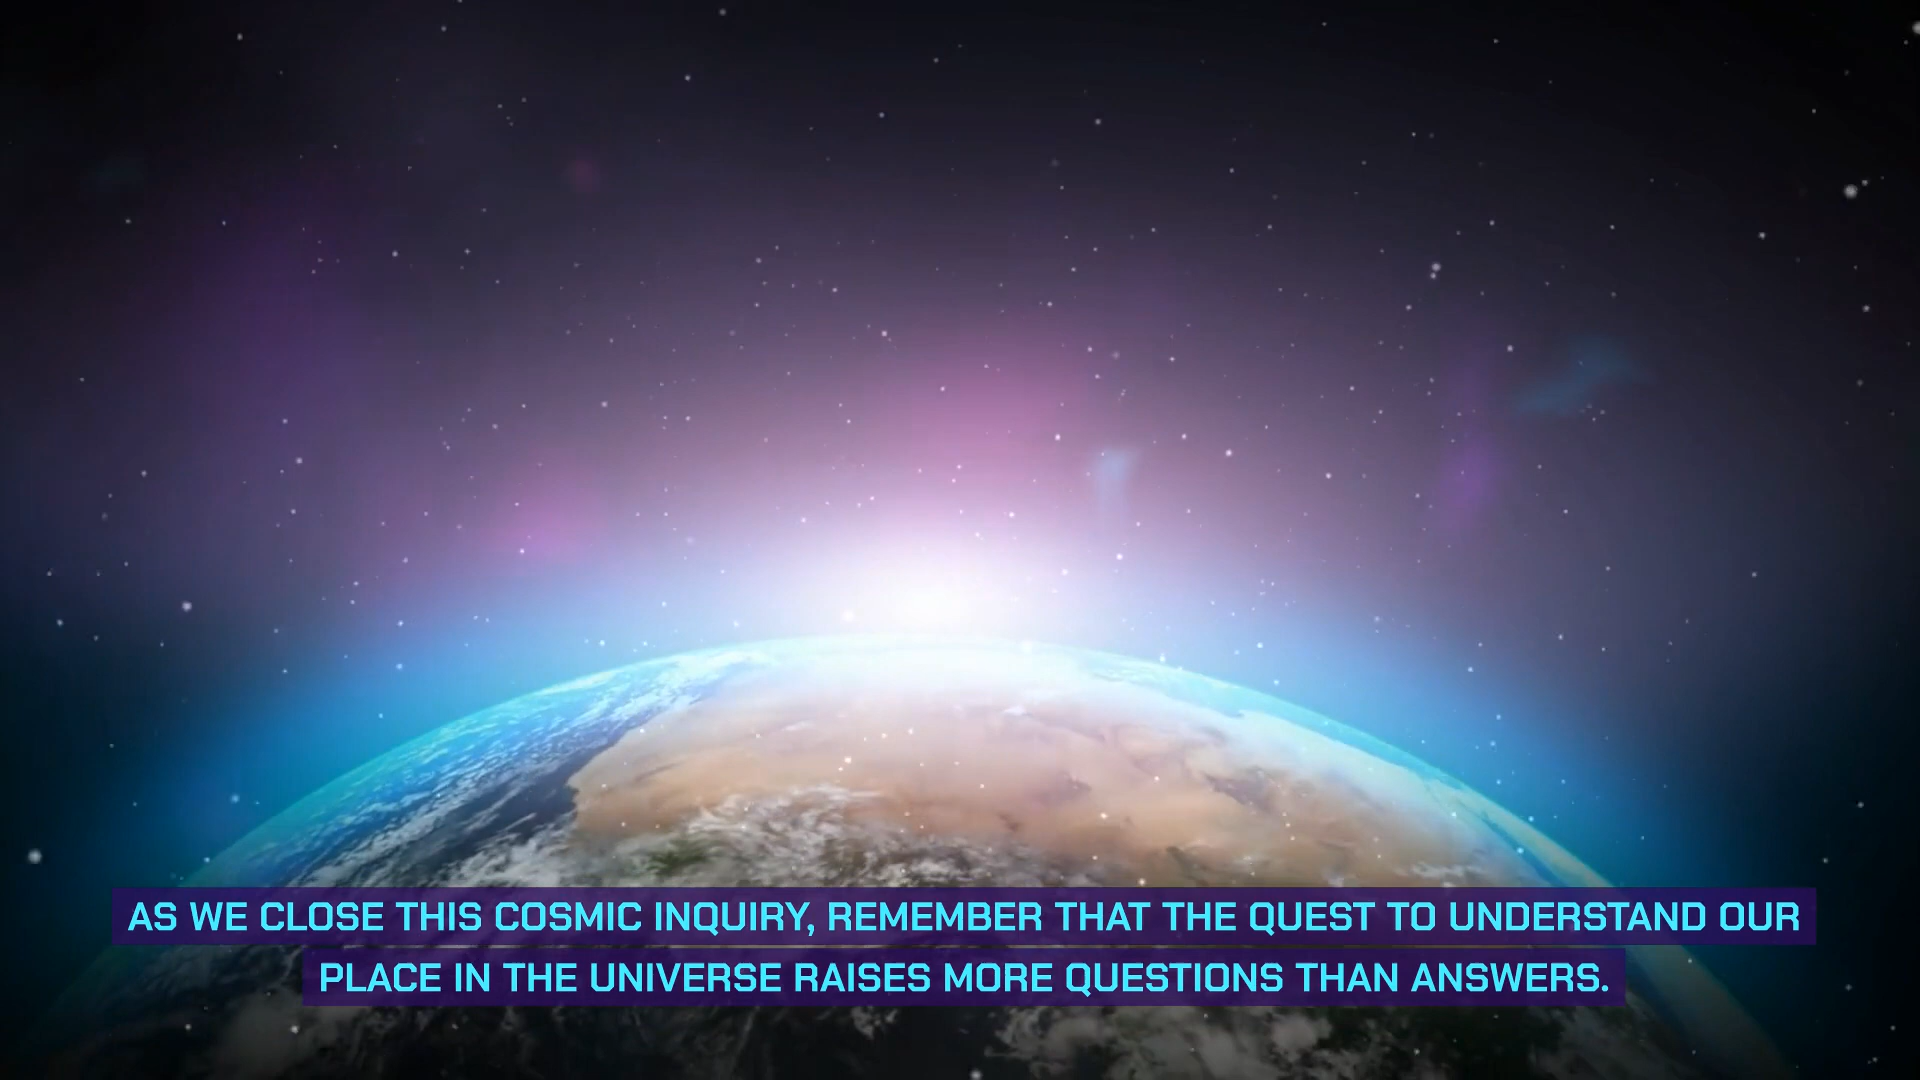 AS WE CLOSE THIS COSMIC INQUIRY, REMEMBER THAT THE QUEST TO UNDERSTAND OUR
PLACE IN THE UNIVERSE RAISES MORE QUESTIONS THAN ANSWERS.